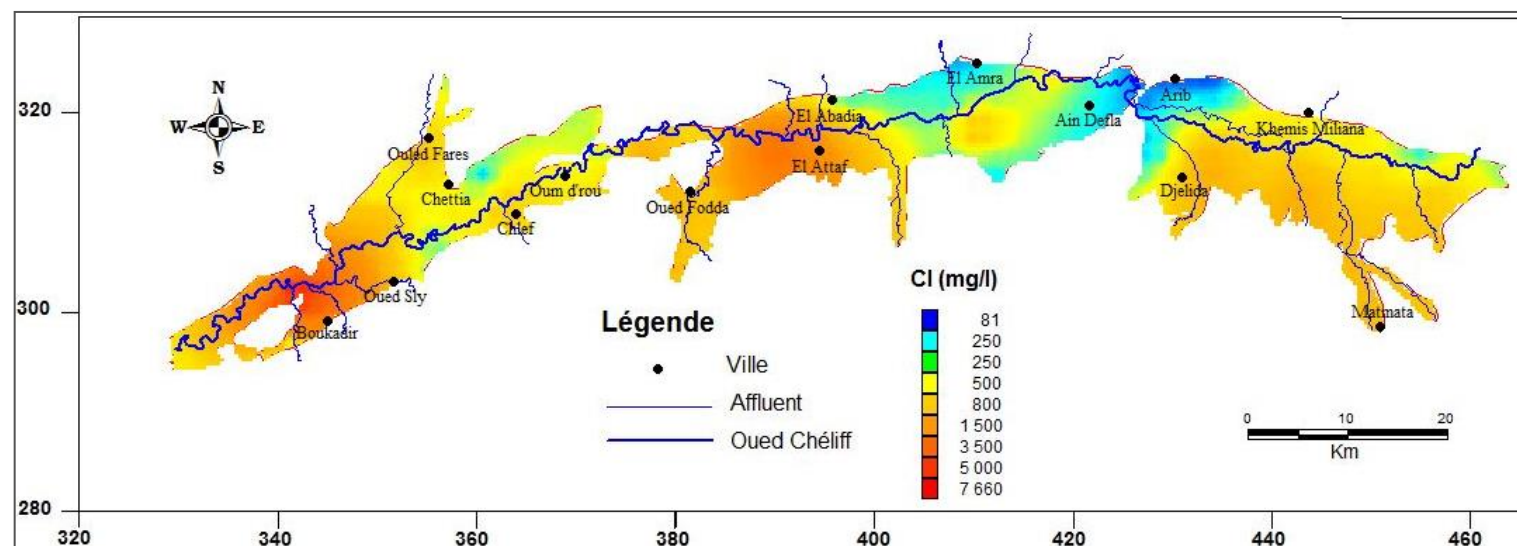 320
300
280
320
340
360
380
400
420
440
460
N
W
E
S
Ouled Fares
Chettia
Oum d'rou
Chlef
Oued Sly
Boukadir
Oued Fodda
El Abadia
El Attaf
El Amra
Ain Defla
Arib
Djelida
Khemis Miliana
Matmata
Légende
Ville
Affluent
Oued Chéliff
Cl (mg/l)
81
250
250
500
800
1 500
3 500
5 000
7 660
0 10 20
Km